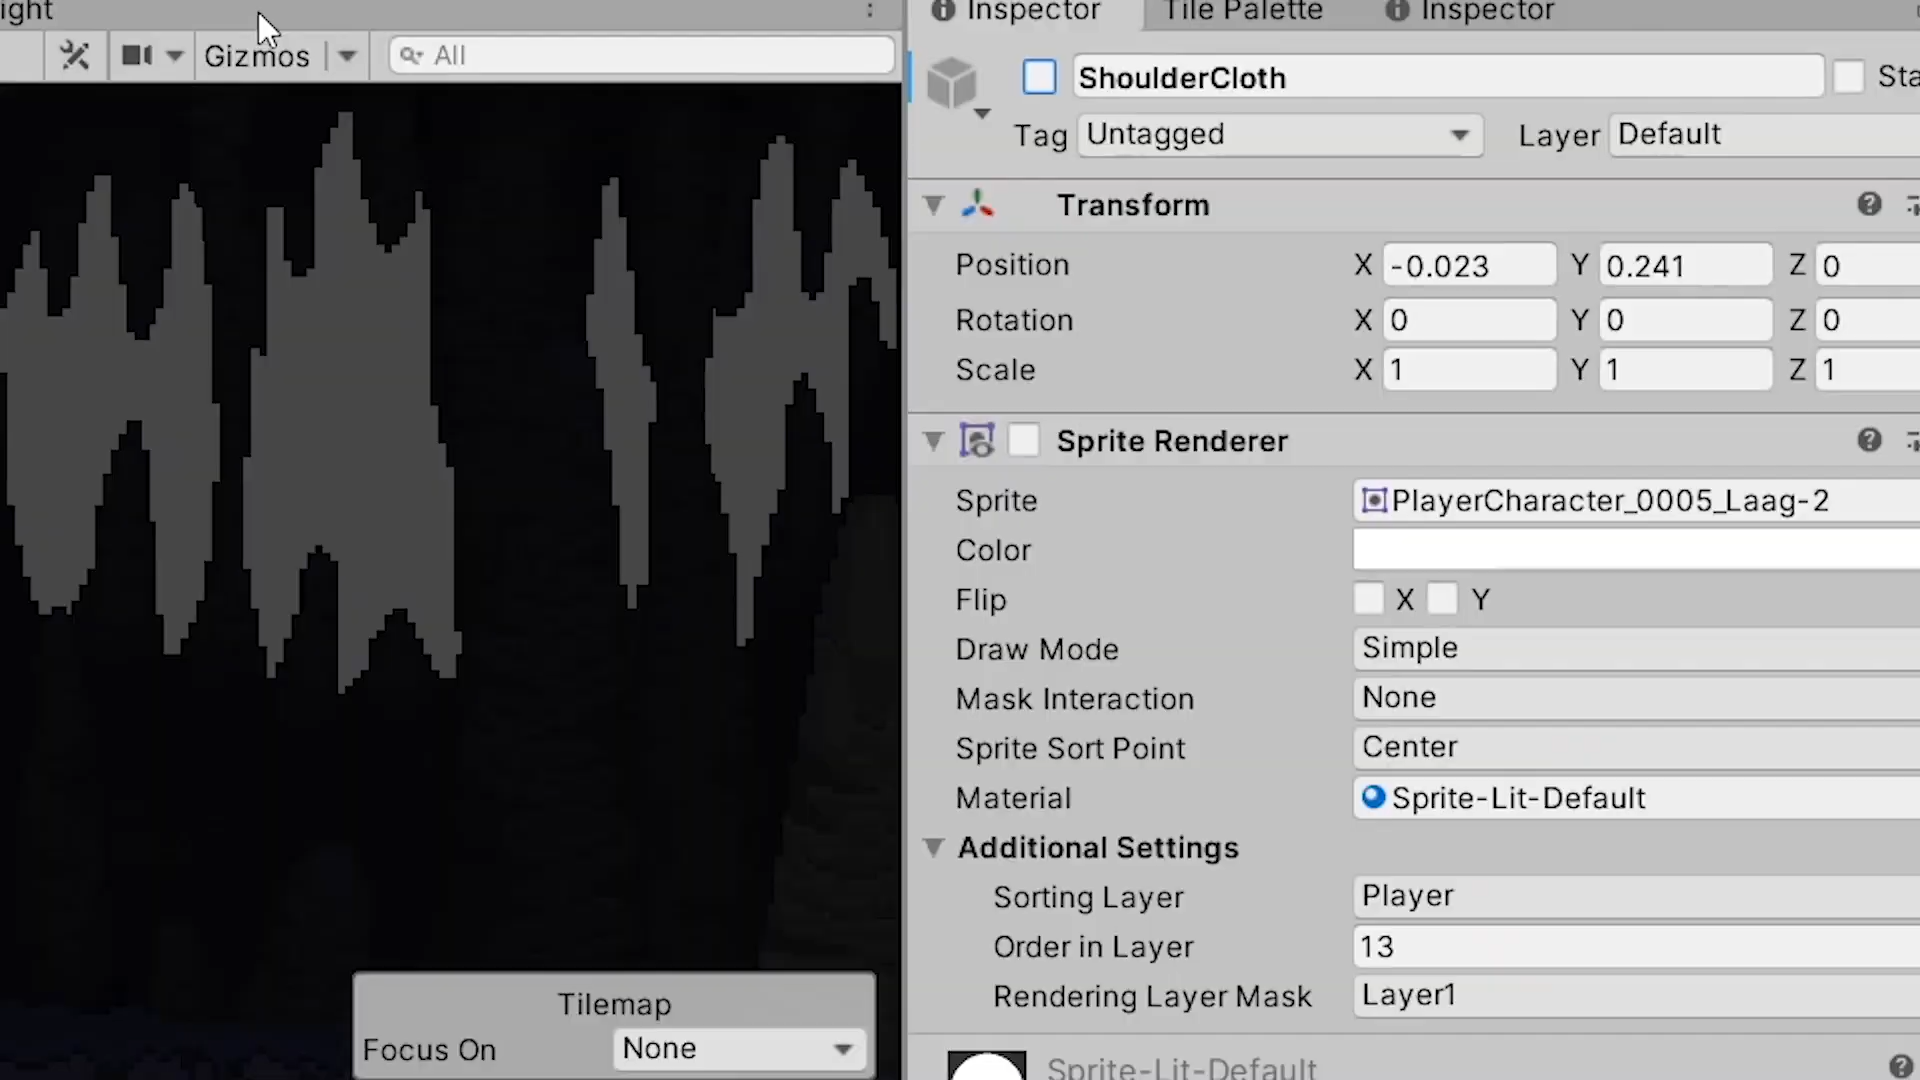 ight
Gizmos
All
Inspector
Tile Palette
Inspector
ShoulderCloth
Sta
Tag Untagged
Layer Default
Transform
Position X -0.023 Y 0.241 Z 0
Rotation X 0 Y 0 Z 0
Scale X 1 Y 1 Z 1
Sprite Renderer
Sprite PlayerCharacter_0005_Laag-2
Color
Flip X Y
Draw Mode Simple
Mask Interaction None
Sprite Sort Point Center
Material Sprite-Lit-Default
Additional Settings
Sorting Layer Player
Order in Layer 13
Rendering Layer Mask Layer1
Sprite-Lit-Default
Tilemap
Focus On None